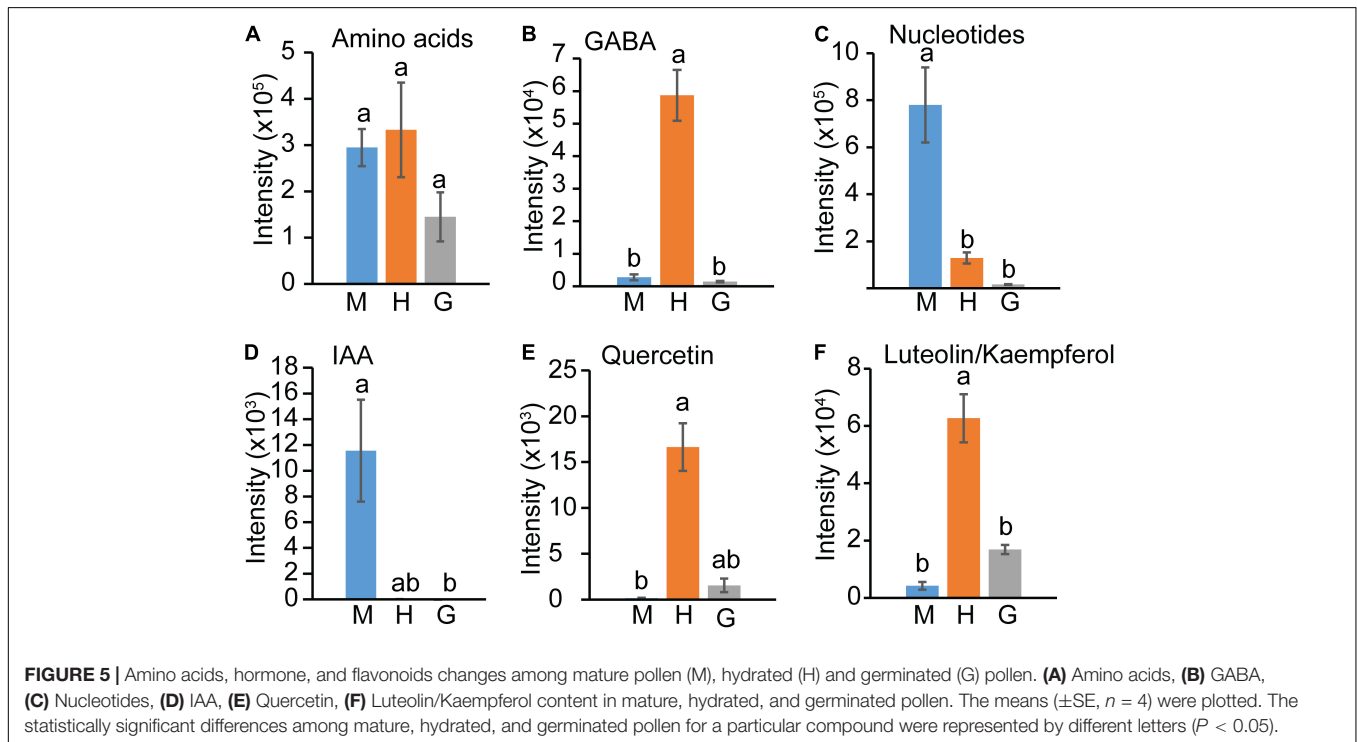 A Amino acids
Intensity (x10⁵)
5
4
3
2
1
0
a
a
a
M H G
B GABA
Intensity (x10⁴)
7
6
5
4
3
2
1
0
b
a
b
M H G
C Nucleotides
Intensity (x10⁵)
10
8
6
4
2
a
b
b
M H G
D IAA
Intensity (x10³)
18
16
14
12
10
8
6
4
2
0
a
ab
b
M H G
E Quercetin
Intensity (x10³)
25
20
15
10
5
0
b
a
ab
M H G
F Luteolin/Kaempferol
Intensity (x10⁴)
8
6
4
2
0
b
a
b
M H G
FIGURE 5 | Amino acids, hormone, and flavonoids changes among mature pollen (M), hydrated (H) and germinated (G) pollen. (A) Amino acids, (B) GABA,
(C) Nucleotides, (D) IAA, (E) Quercetin, (F) Luteolin/Kaempferol content in mature, hydrated, and germinated pollen. The means (±SE, n = 4) were plotted. The
statistically significant differences among mature, hydrated, and germinated pollen for a particular compound were represented by different letters (P < 0.05).